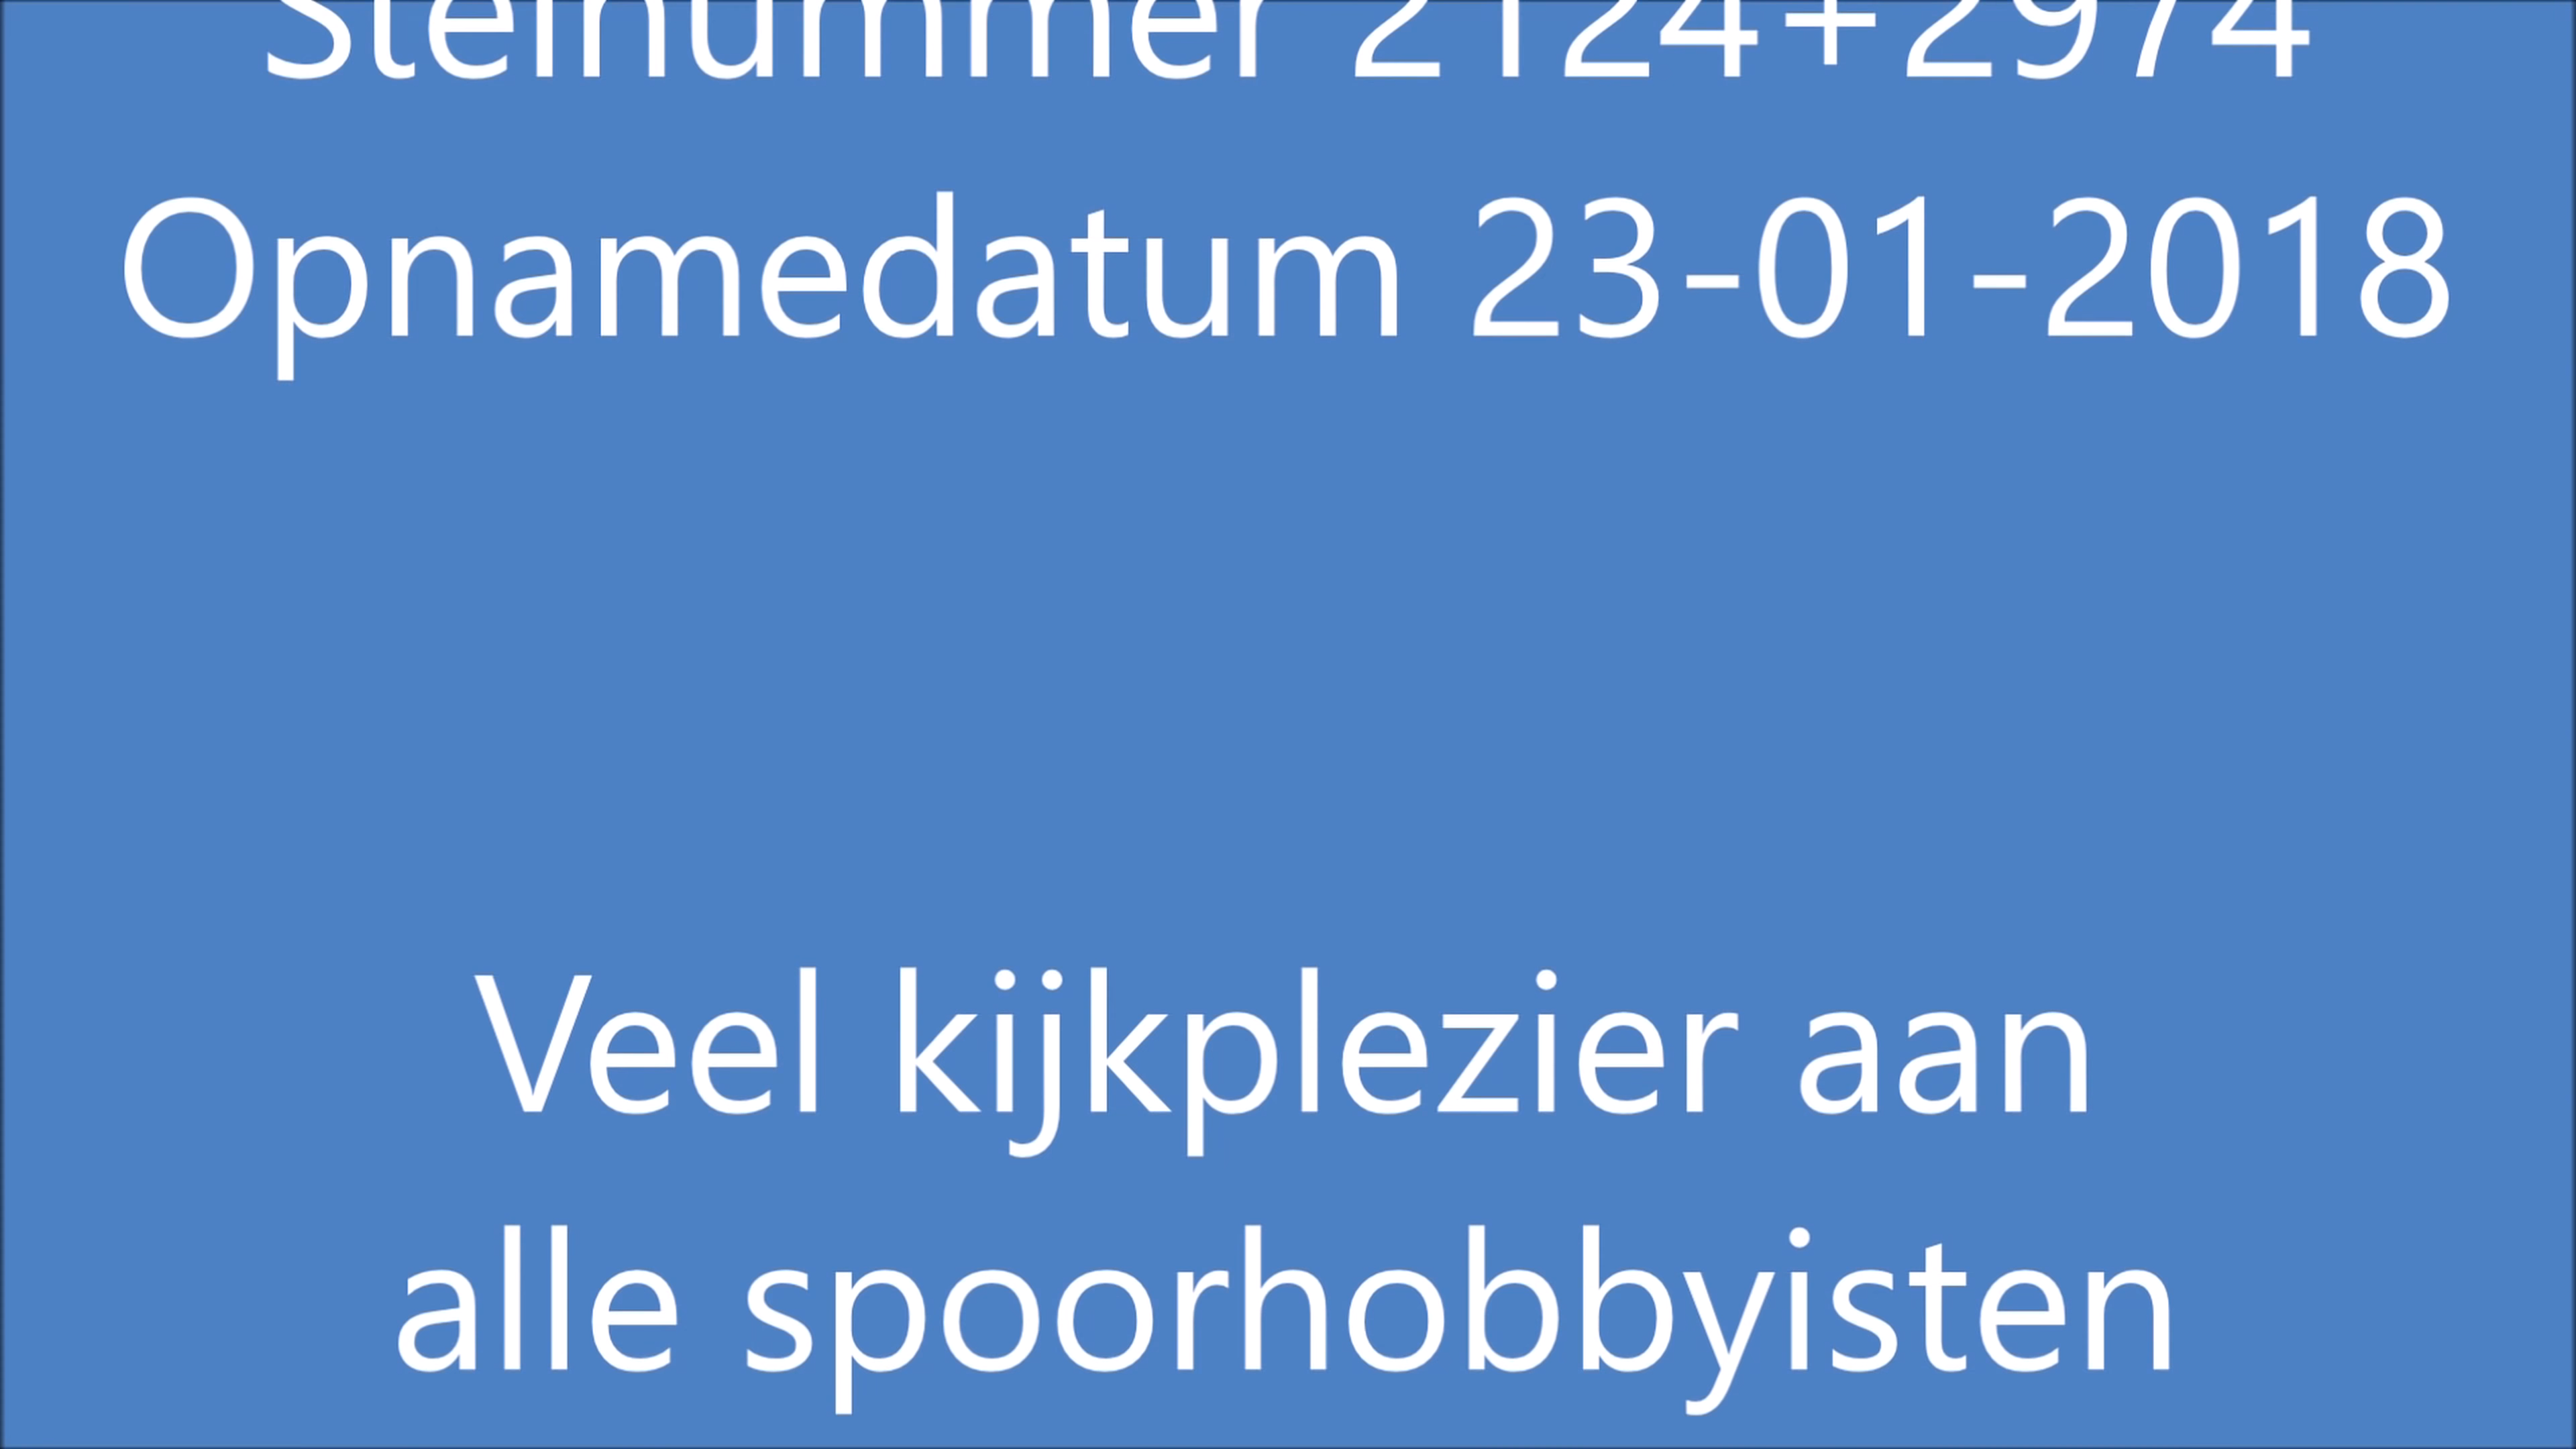 Stelnummer 2124+2974
Opnamedatum 23-01-2018
Veel kijkplezier aan
alle spoorhobbyisten